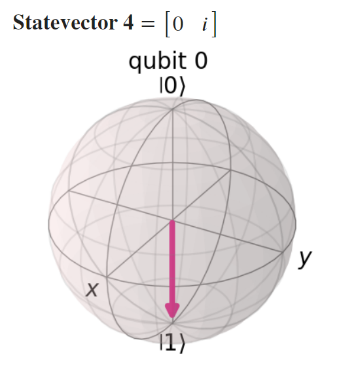 Statevector 4 = [0 i]
qubit 0
|0⟩
x
y
|1⟩